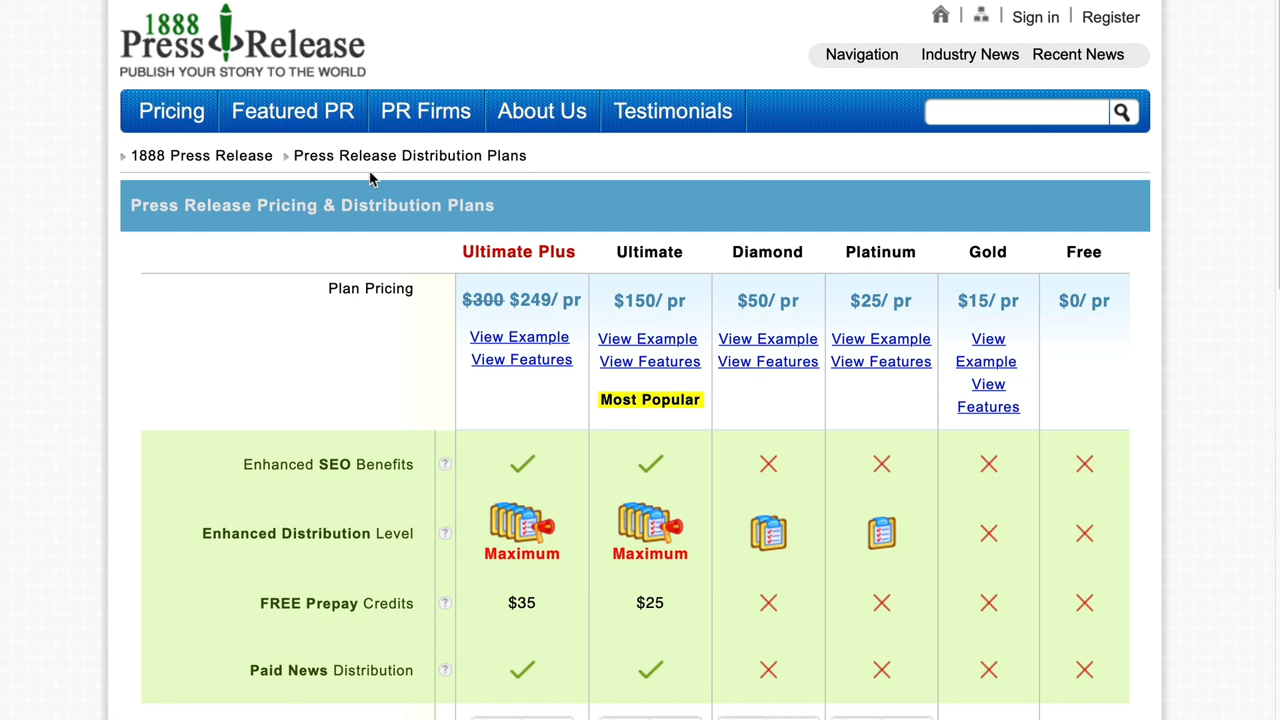 1888
Press Release
PUBLISH YOUR STORY TO THE WORLD
Sign in
Register
Navigation
Industry News
Recent News
Pricing
Featured PR
PR Firms
About Us
Testimonials
1888 Press Release
Press Release Distribution Plans
Press Release Pricing & Distribution Plans
Ultimate Plus
Ultimate
Diamond
Platinum
Gold
Free
Plan Pricing
$300 $249/ pr
$150/ pr
$50/ pr
$25/ pr
$15/ pr
$0/ pr
View Example
View Features
View Example
View Features
Most Popular
View Example
View Features
View Example
View Features
View
Example
View
Features
Enhanced SEO Benefits
?
Enhanced Distribution Level
?
Maximum
Maximum
FREE Prepay Credits
?
$35
$25
Paid News Distribution
?